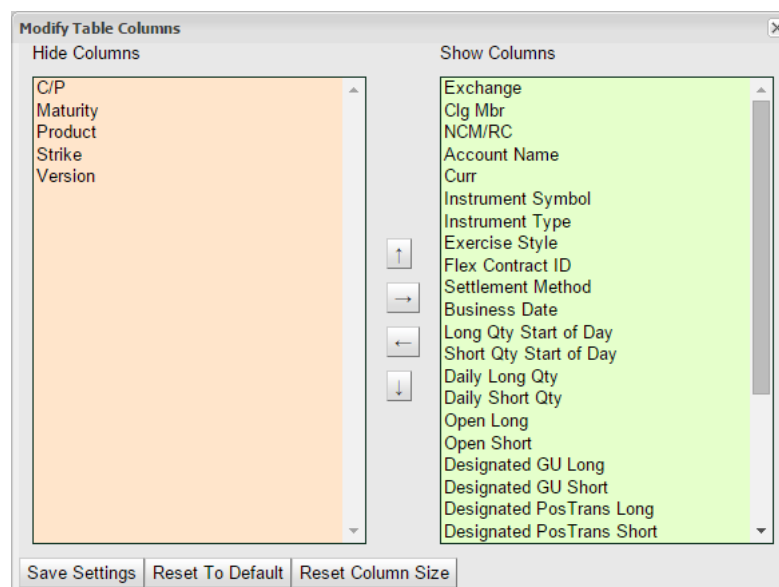 Modify Table Columns
Hide Columns
C/P
Maturity
Product
Strike
Version
Show Columns
Exchange
Clg Mbr
NCM/RC
Account Name
Curr
Instrument Symbol
Instrument Type
Exercise Style
Flex Contract ID
Settlement Method
Business Date
Long Qty Start of Day
Short Qty Start of Day
Daily Long Qty
Daily Short Qty
Open Long
Open Short
Designated GU Long
Designated GU Short
Designated PosTrans Long
Designated PosTrans Short
Save Settings Reset To Default Reset Column Size